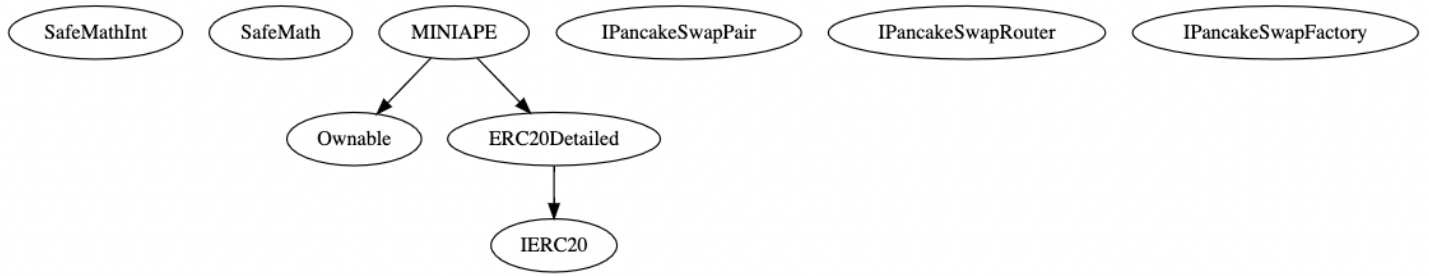 SafeMathInt
SafeMath
MINIAPE
IPancakeSwapPair
IPancakeSwapRouter
IPancakeSwapFactory
Ownable
ERC20Detailed
IERC20